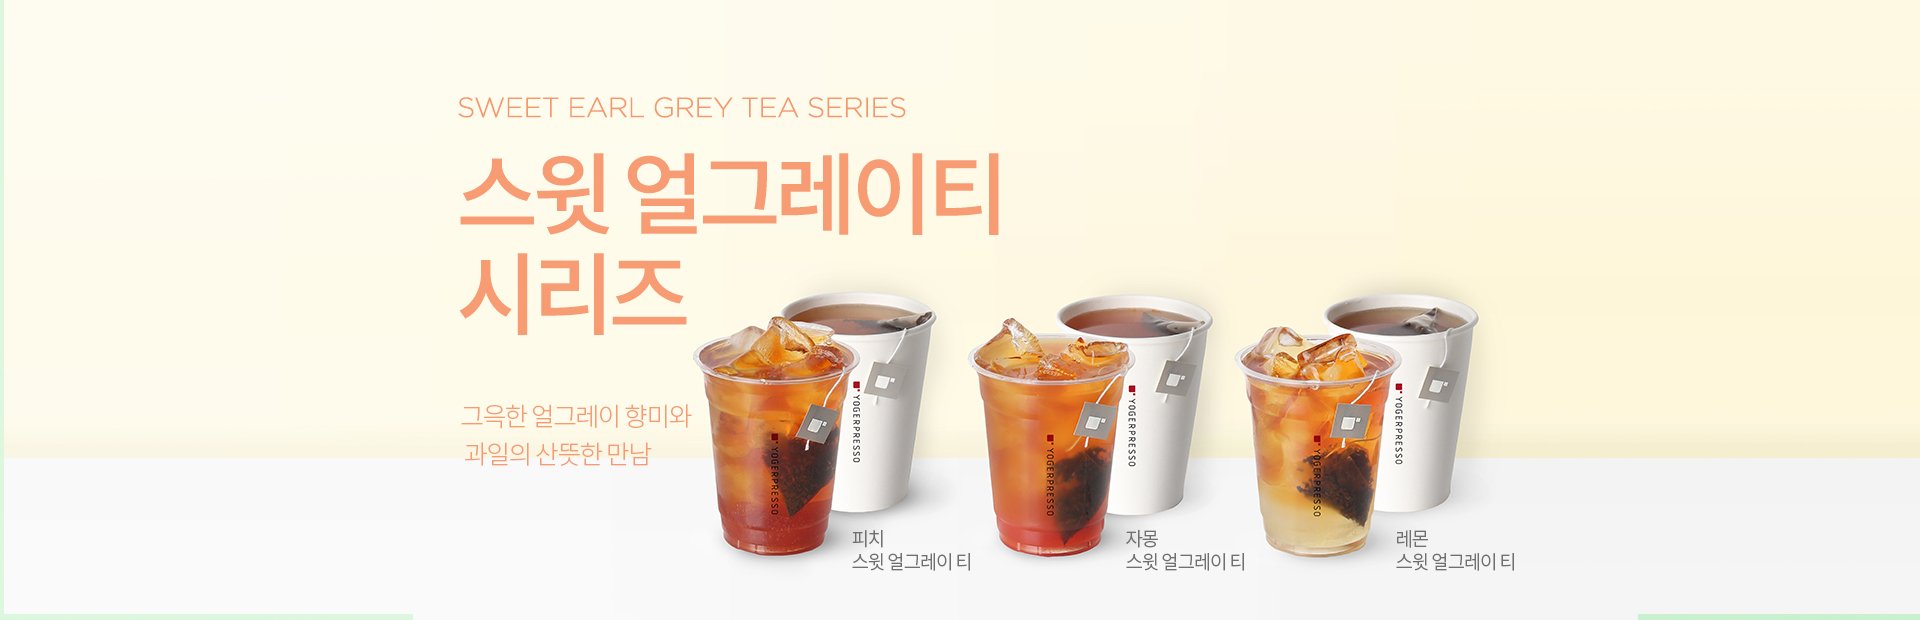 SWEET EARL GREY TEA SERIES
스윗 얼그레이티
시리즈
그윽한 얼그레이 향미와
과일의 산뜻한 만남
YOGERPRESSO
YOGERPRESSO
피치
스윗 얼그레이 티
YOGERPRESSO
YOGERPRESSO
자몽
스윗 얼그레이 티
YOGERPRESSO
YOGERPRESSO
레몬
스윗 얼그레이 티